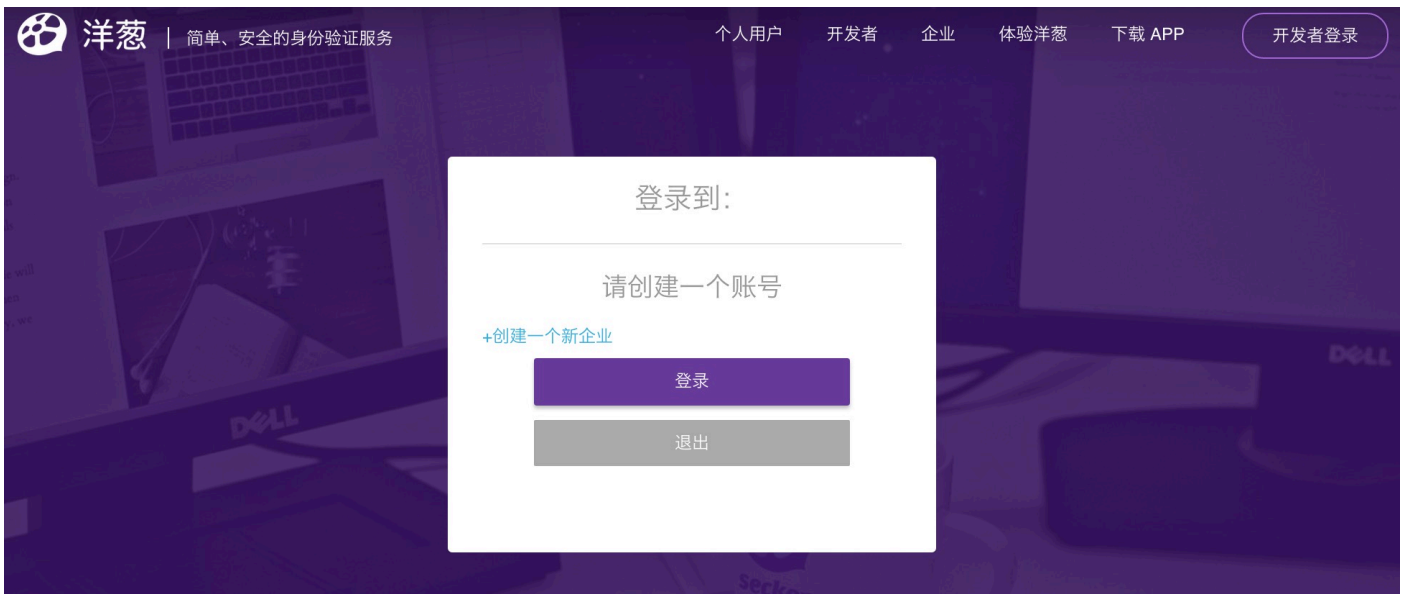 洋葱 | 简单、安全的身份验证服务
个人用户 开发者 企业 体验洋葱 下载 APP 开发者登录
登录到:
请创建一个账号
+创建一个新企业
登录
退出
will
DELL
DELL